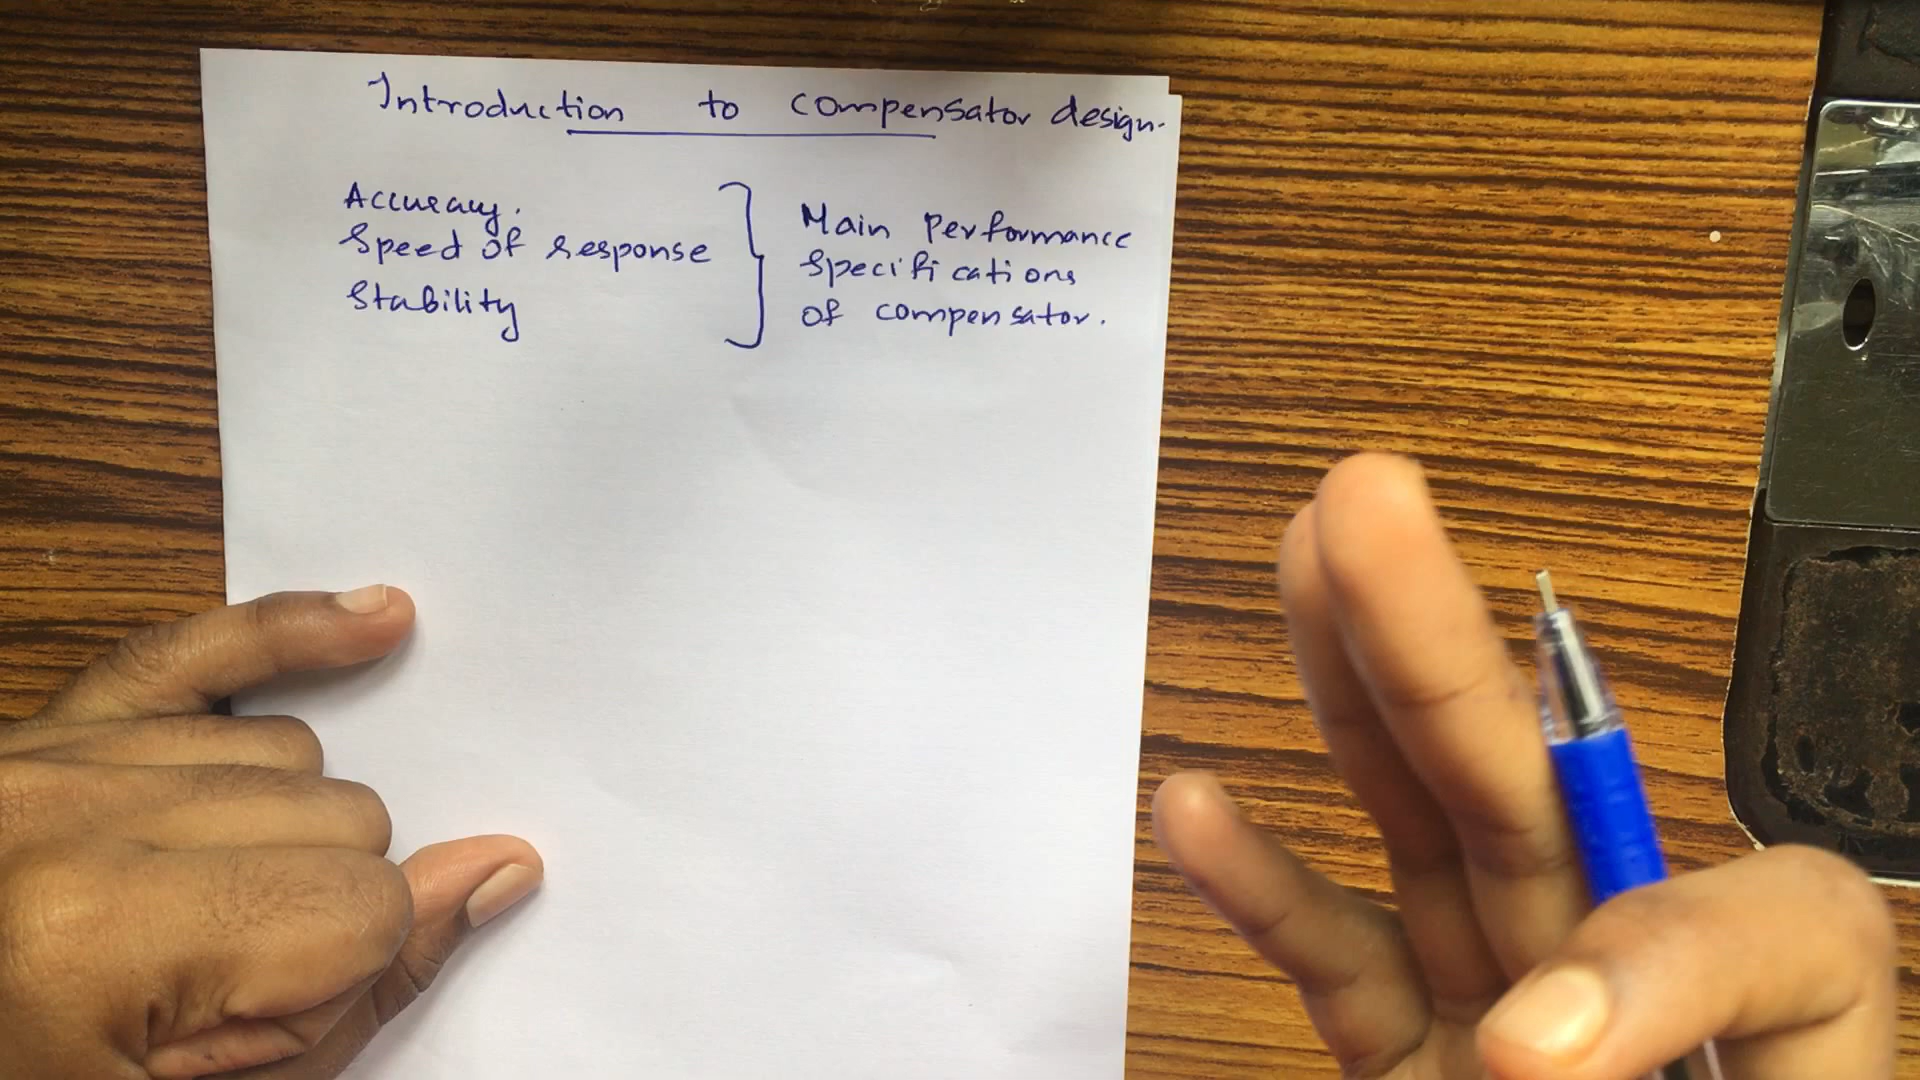 Introduction to compensator design.
Accuracy.
Speed of response
Stability
Main Performance
Specifications
of compensator.